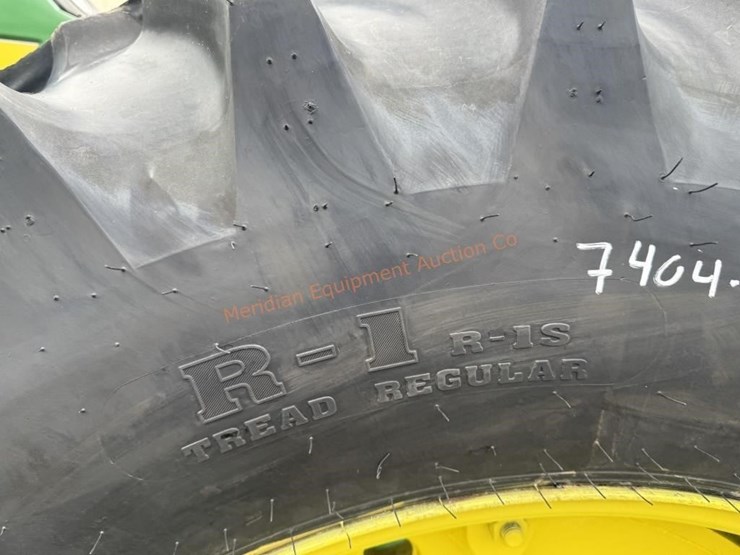 7404.
Meridian Equipment Auction Co
R-1 R-1S
TREAD REGULAR